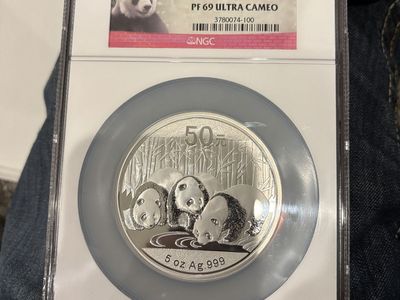 PF 69 ULTRA CAMEO
3780074-100
NGC
50元
5 oz Ag.999